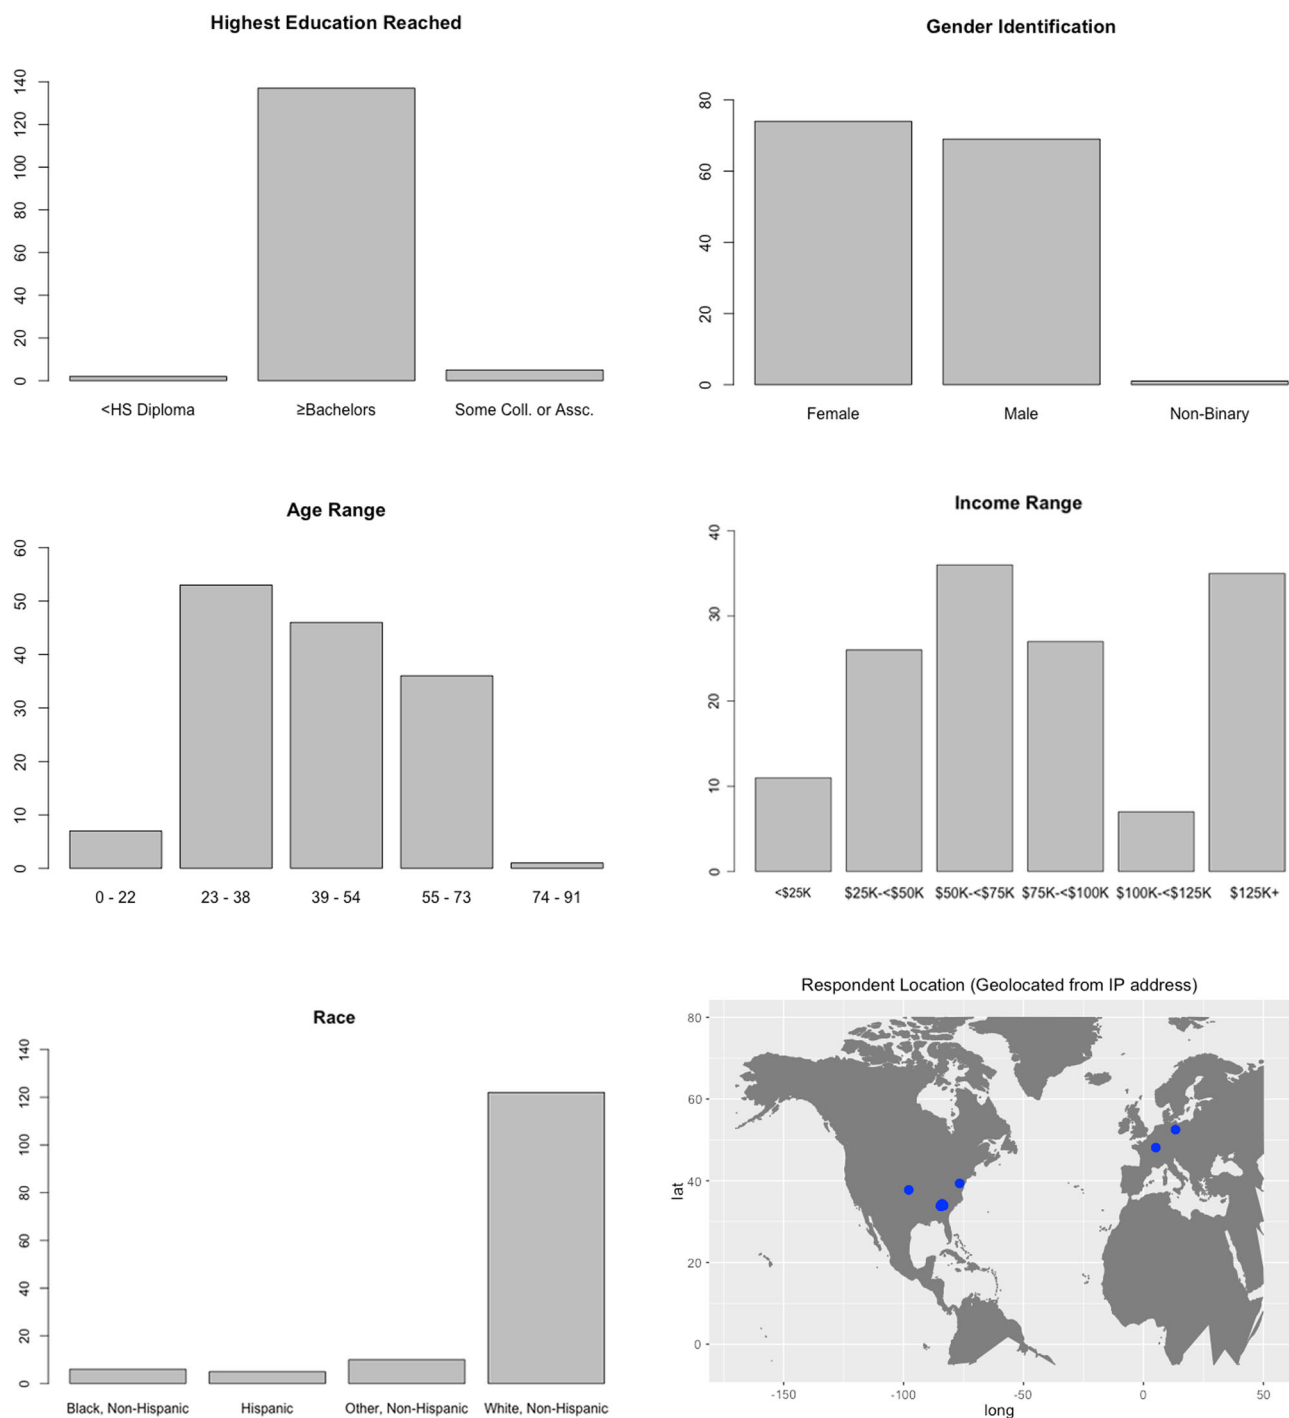 Highest Education Reached
140
120
100
80
60
40
20
0
<HS Diploma ≥Bachelors Some Coll. or Assc.
Gender Identification
80
60
40
20
0
Female Male Non-Binary
Age Range
60
50
40
30
20
10
0
0 - 22 23 - 38 39 - 54 55 - 73 74 - 91
Income Range
40
30
20
10
0
<$25K $25K-<$50K $50K-<$75K $75K-<$100K $100K-<$125K $125K+
Race
140
120
100
80
60
40
20
0
Black, Non-Hispanic Hispanic Other, Non-Hispanic White, Non-Hispanic
Respondent Location (Geolocated from IP address)
80
60
40
20
0
lat
-150 -100 -50 0 50
long